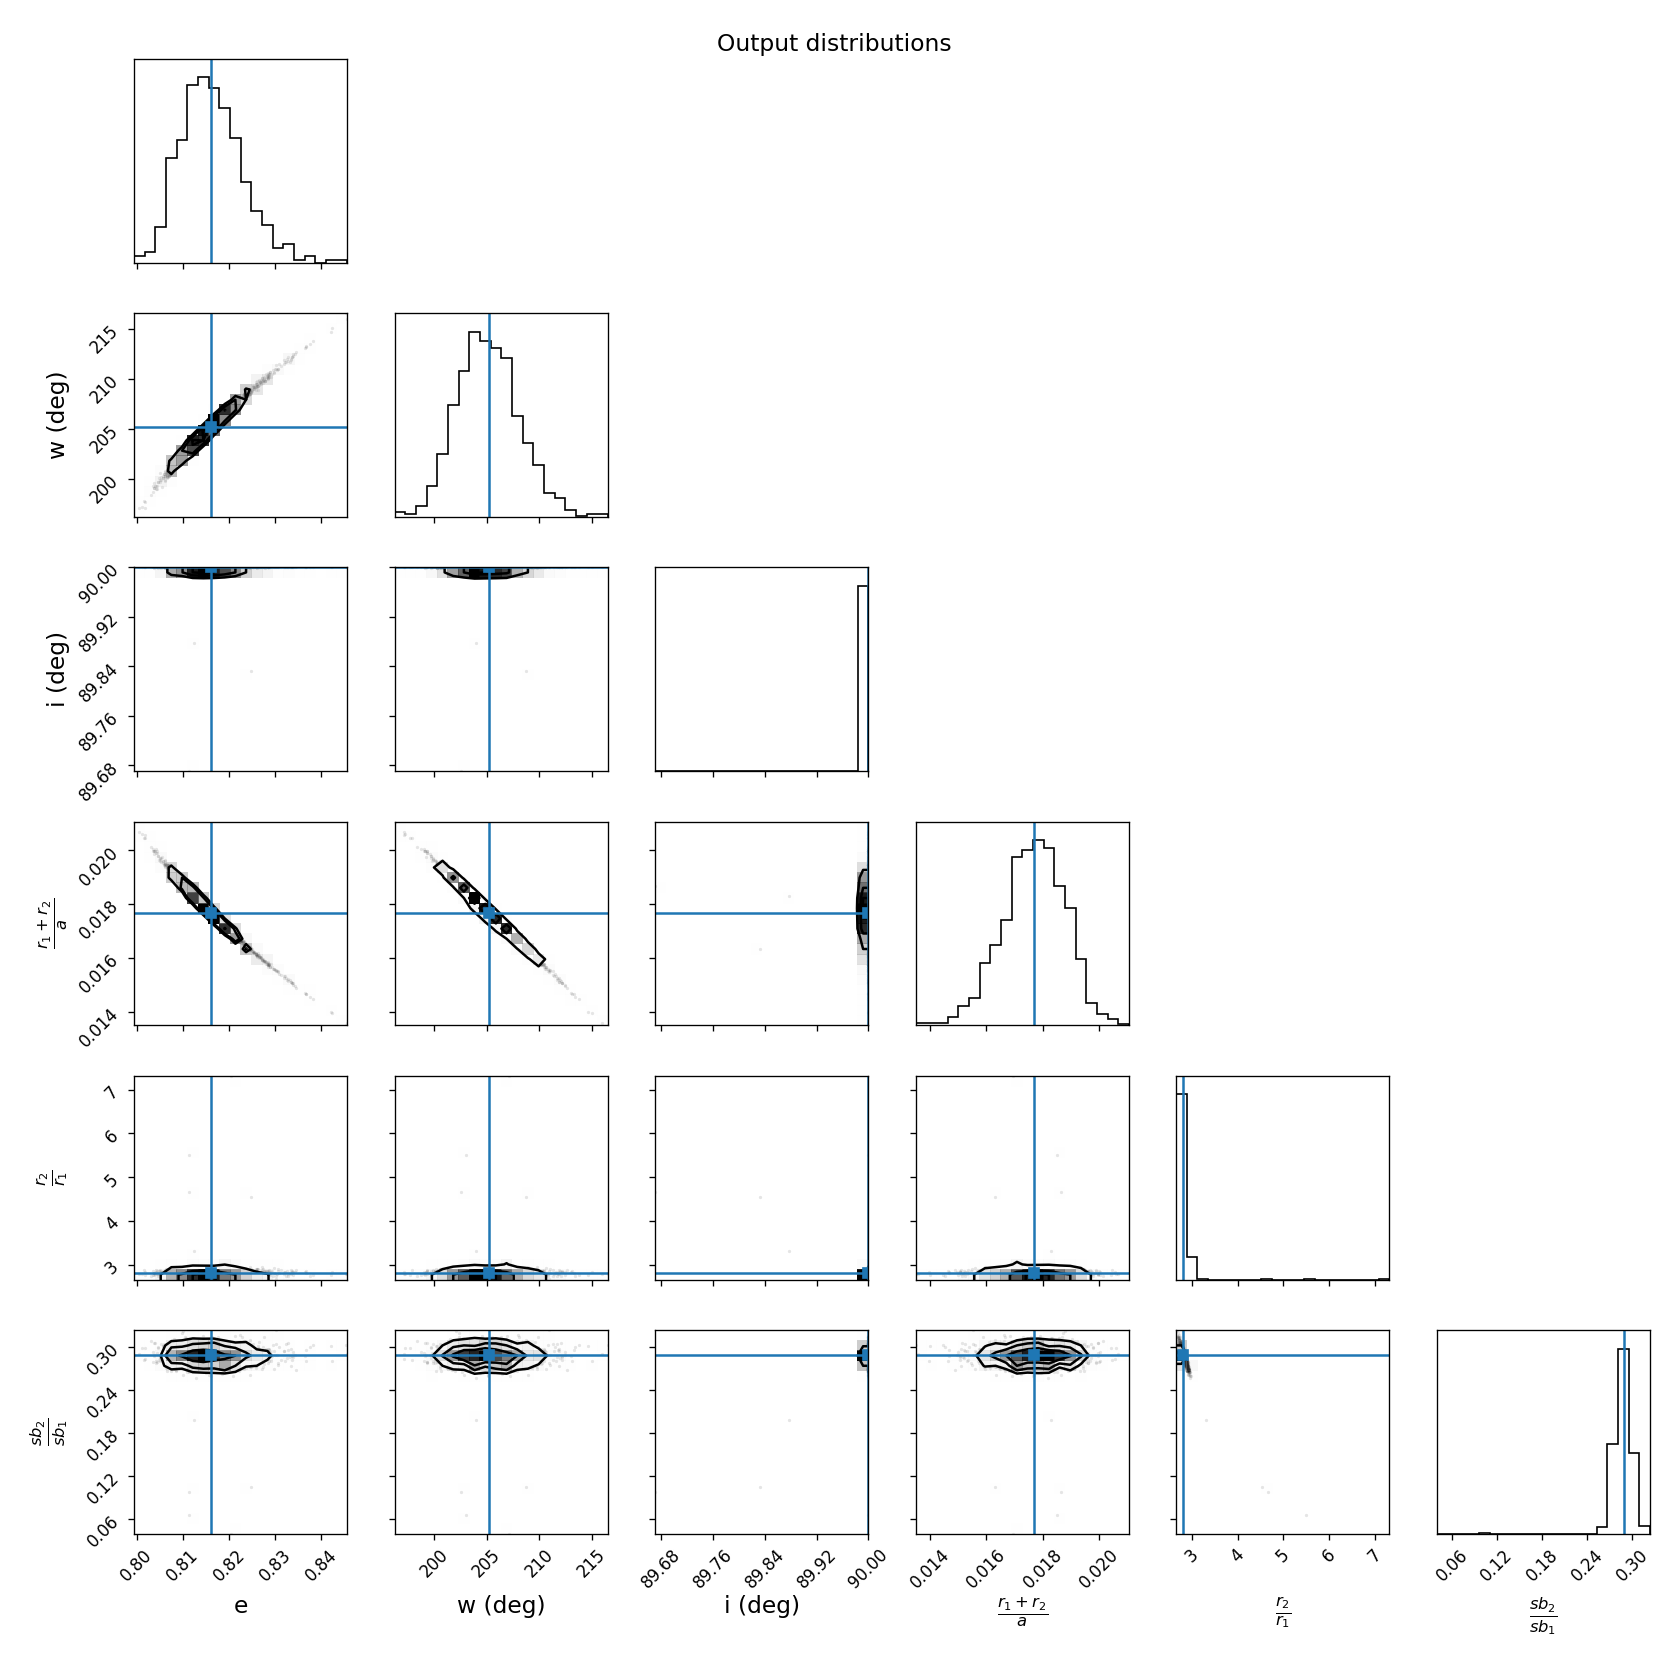 Output distributions
w (deg)
215
210
205
200
i (deg)
90.00
89.92
89.84
89.76
89.68
r₁ + r₂
a
0.020
0.018
0.016
0.014
r₂
r₁
7
6
5
4
3
sb₂
sb₁
0.30
0.24
0.18
0.12
0.06
0.80 0.81 0.82 0.83 0.84
e
200 205 210 215
w (deg)
89.68 89.76 89.84 89.92 90.00
i (deg)
0.014 0.016 0.018 0.020
r₁ + r₂
a
3 4 5 6 7
r₂
r₁
0.06 0.12 0.18 0.24 0.30
sb₂
sb₁